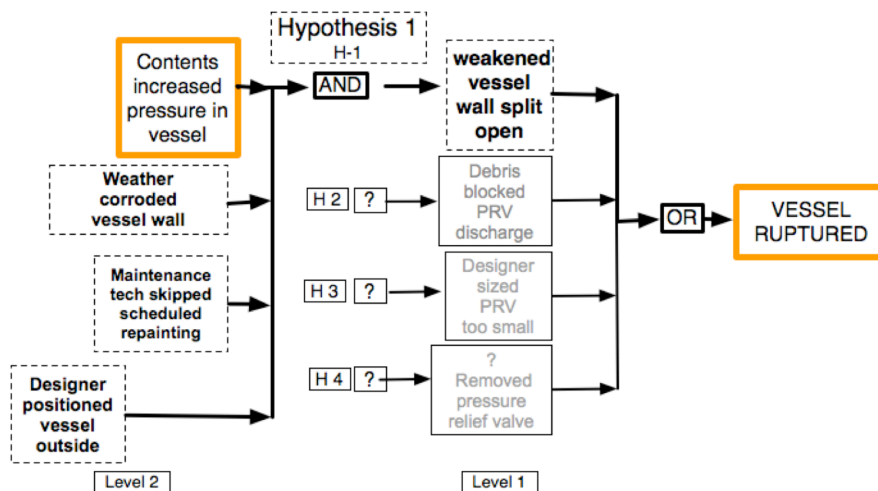 Hypothesis 1
H-1
Contents
increased
pressure in
vessel
AND
weakened
vessel
wall split
open
Weather
corroded
vessel wall
H 2
?
Debris
blocked
PRV
discharge
OR
VESSEL
RUPTURED
Maintenance
tech skipped
scheduled
repainting
H 3
?
Designer
sized
PRV
too small
Designer
positioned
vessel
outside
H 4
?
?
Removed
pressure
relief valve
Level 2
Level 1